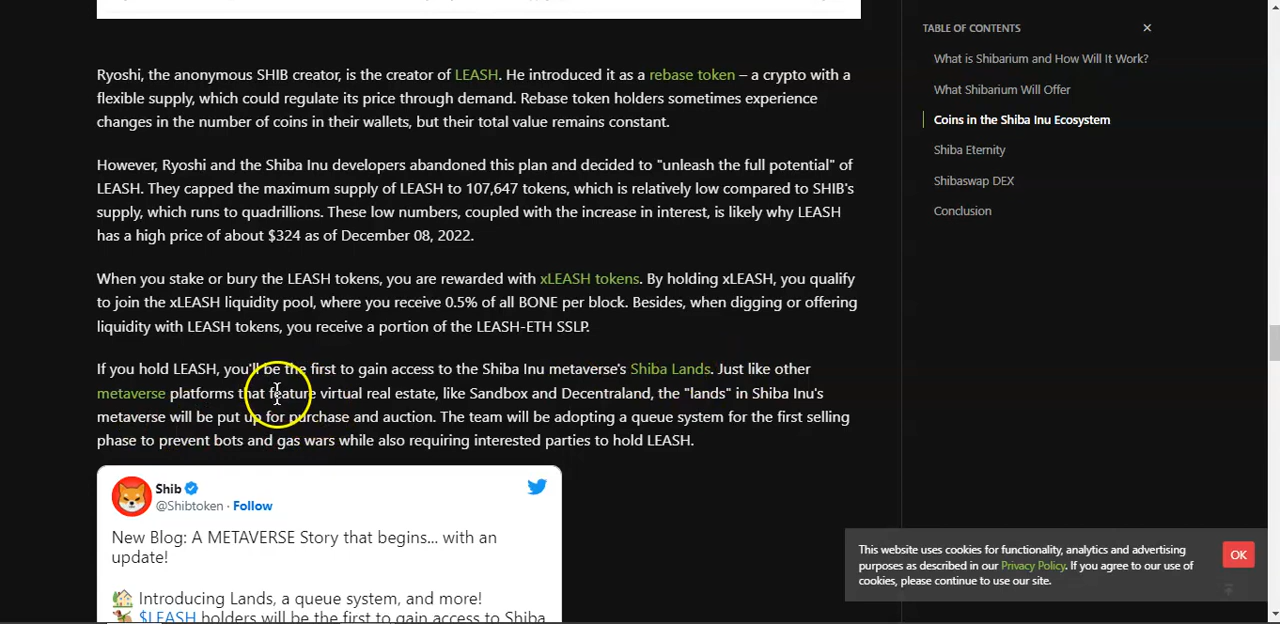 Ryoshi, the anonymous SHIB creator, is the creator of LEASH. He introduced it as a rebase token – a crypto with a
flexible supply, which could regulate its price through demand. Rebase token holders sometimes experience
changes in the number of coins in their wallets, but their total value remains constant.
However, Ryoshi and the Shiba Inu developers abandoned this plan and decided to "unleash the full potential" of
LEASH. They capped the maximum supply of LEASH to 107,647 tokens, which is relatively low compared to SHIB's
supply, which runs to quadrillions. These low numbers, coupled with the increase in interest, is likely why LEASH
has a high price of about $324 as of December 08, 2022.
When you stake or bury the LEASH tokens, you are rewarded with xLEASH tokens. By holding xLEASH, you qualify
to join the xLEASH liquidity pool, where you receive 0.5% of all BONE per block. Besides, when digging or offering
liquidity with LEASH tokens, you receive a portion of the LEASH-ETH SSLP.
If you hold LEASH, you'll be the first to gain access to the Shiba Inu metaverse's Shiba Lands. Just like other
metaverse platforms that feature virtual real estate, like Sandbox and Decentraland, the "lands" in Shiba Inu's
metaverse will be put up for purchase and auction. The team will be adopting a queue system for the first selling
phase to prevent bots and gas wars while also requiring interested parties to hold LEASH.
Shib
@Shibtoken · Follow
New Blog: A METAVERSE Story that begins... with an
update!
Introducing Lands, a queue system, and more!
$LEASH holders will be the first to gain access to Shiba
TABLE OF CONTENTS
What is Shibarium and How Will It Work?
What Shibarium Will Offer
Coins in the Shiba Inu Ecosystem
Shiba Eternity
Shibaswap DEX
Conclusion
This website uses cookies for functionality, analytics and advertising
purposes as described in our Privacy Policy. If you agree to our use of
cookies, please continue to use our site.
OK